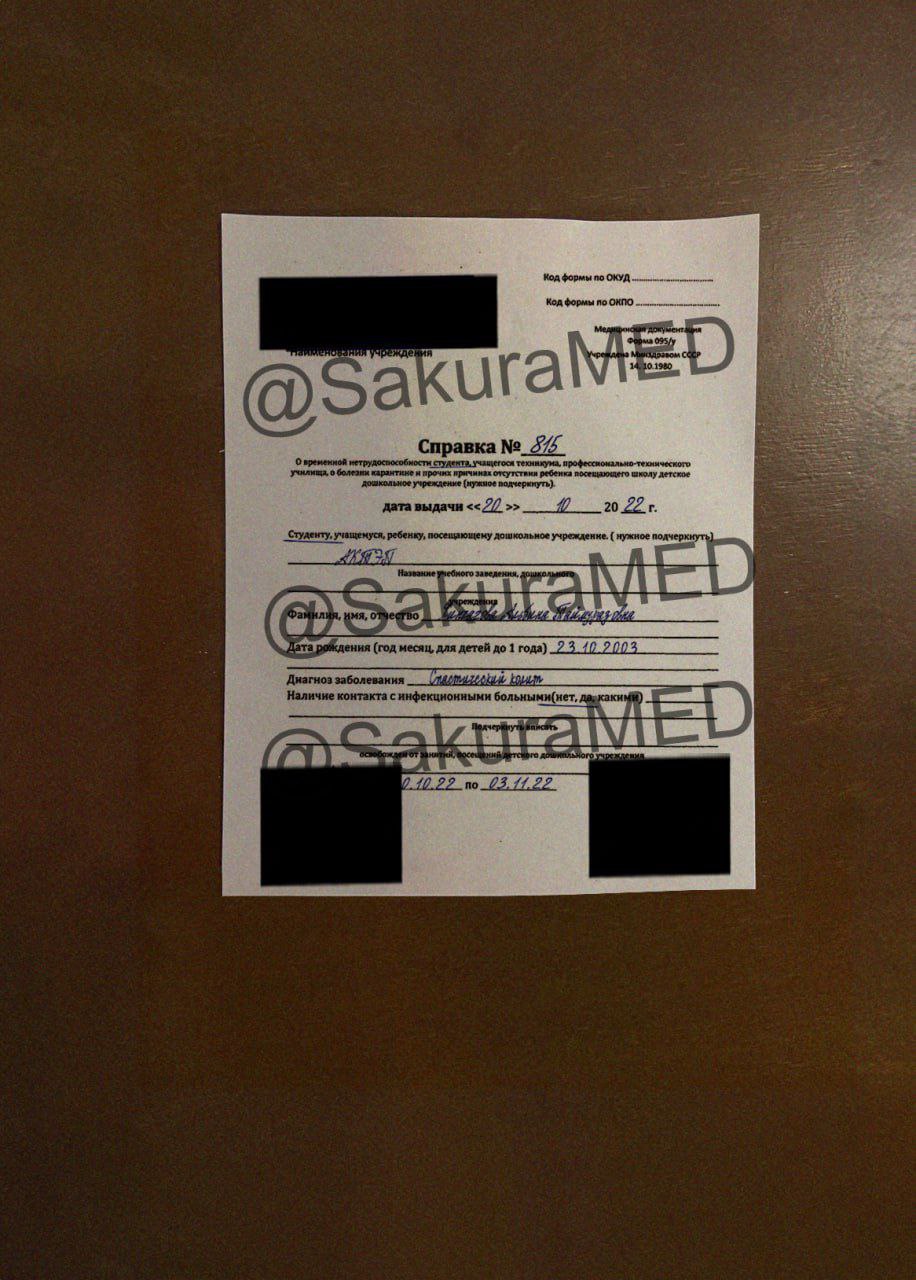 Код формы по ОКУД
Код формы по ОКПО
Медицинская документация
Форма 095/у
Наименования учреждения
Учреждена Минздравом СССР
14. 10.1980
@SakuraMED
Справка № 815
О временной нетрудоспособности студента, учащегося техникума, профессионально-технического
училища, о болезни карантине и прочих причинах отсутствия ребенка посещающего школу детское
дошкольное учреждение (нужное подчеркнуть).
дата выдачи <<20 >> 10 20 22 г.
Студенту, учащемуся, ребенку, посещающему дошкольное учреждение. ( нужное подчеркнуть)
АКТЭП
Название учебного заведения, дошкольного
@SakuraMED
учреждения
Фамилия, имя, отчество Альбина Таймуразовна
Дата рождения (год месяц, для детей до 1 года) 23.10.2003
Диагноз заболевания Спастический колит
Наличие контакта с инфекционными больными(нет, да, какими)
Подчеркнуть вписать
@SakuraMED
освобожден от занятий, посещений детского дошкольного учреждения
0.10.22 по 03.11.22